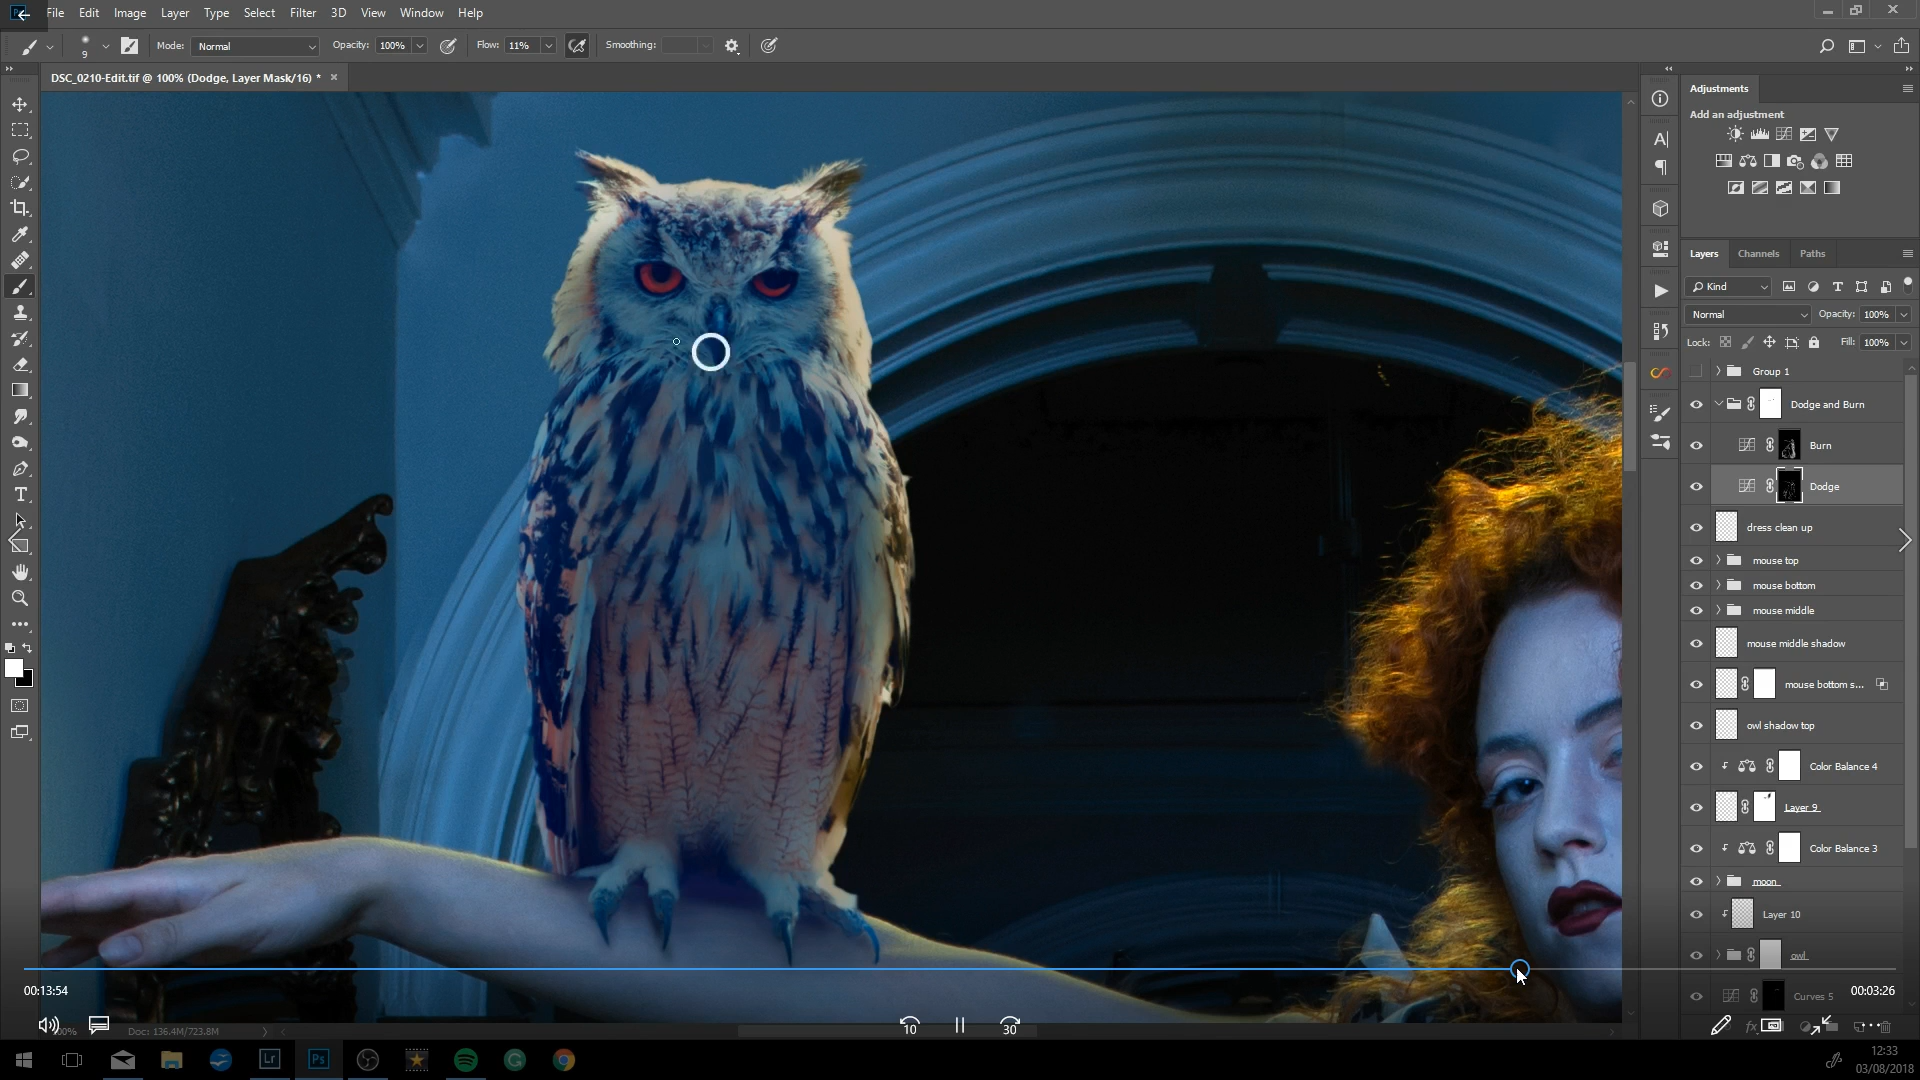 File Edit Image Layer Type Select Filter 3D View Window Help
9 Mode: Normal Opacity: 100% Flow: 11% Smoothing:
DSC_0210-Edit.tif @ 100% (Dodge, Layer Mask/16) * ×
Adjustments
Add an adjustment
Layers Channels Paths
Kind
Normal Opacity: 100%
Lock: Fill: 100%
Group 1
Dodge and Burn
Burn
Dodge
dress clean up
mouse top
mouse bottom
mouse middle
mouse middle shadow
mouse bottom s...
owl shadow top
Color Balance 4
Layer 9
Color Balance 3
moon
Layer 10
owl
Curves 5
00:13:54
00:03:26
Doc: 136.4M/723.8M
10
30
Lr
Ps
12:33
03/08/2018